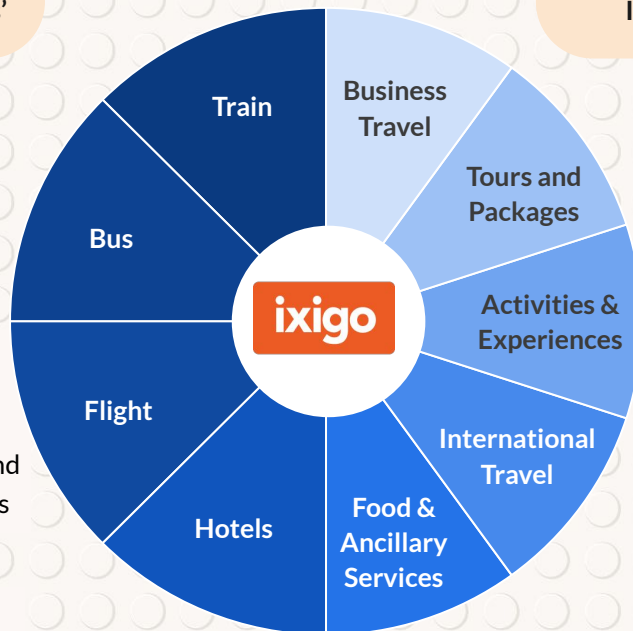 Business
Travel
Tours and
Packages
Activities &
Experiences
International
Travel
Food &
Ancillary
Services
Hotels
Flight
Bus
Train
ixigo